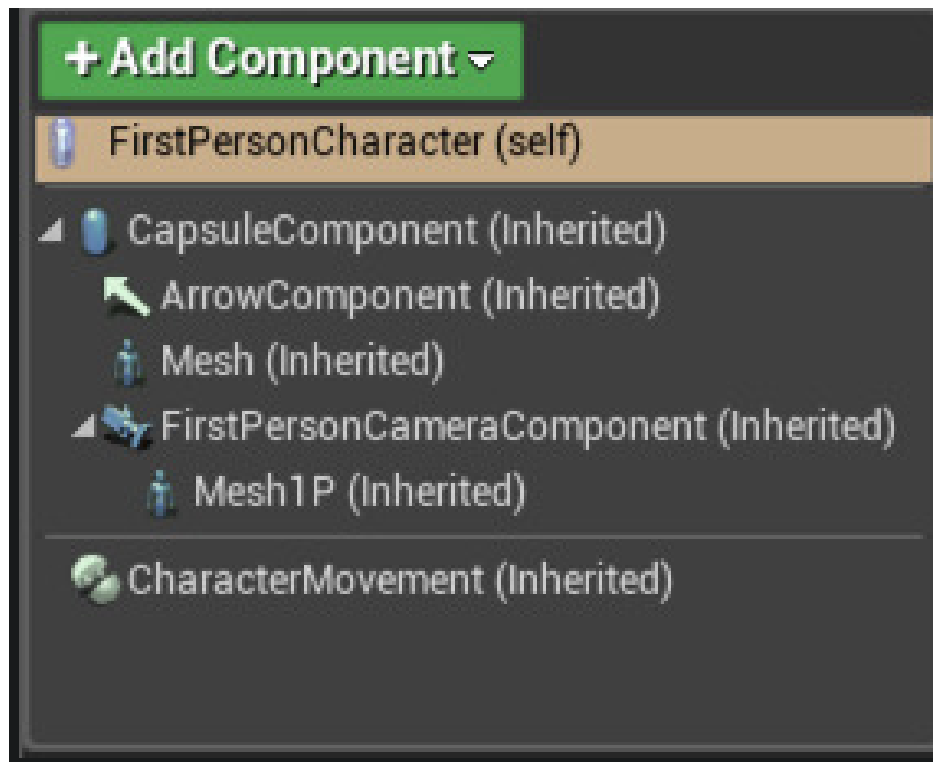 + Add Component
FirstPersonCharacter (self)
CapsuleComponent (Inherited)
ArrowComponent (Inherited)
Mesh (Inherited)
FirstPersonCameraComponent (Inherited)
Mesh1P (Inherited)
CharacterMovement (Inherited)